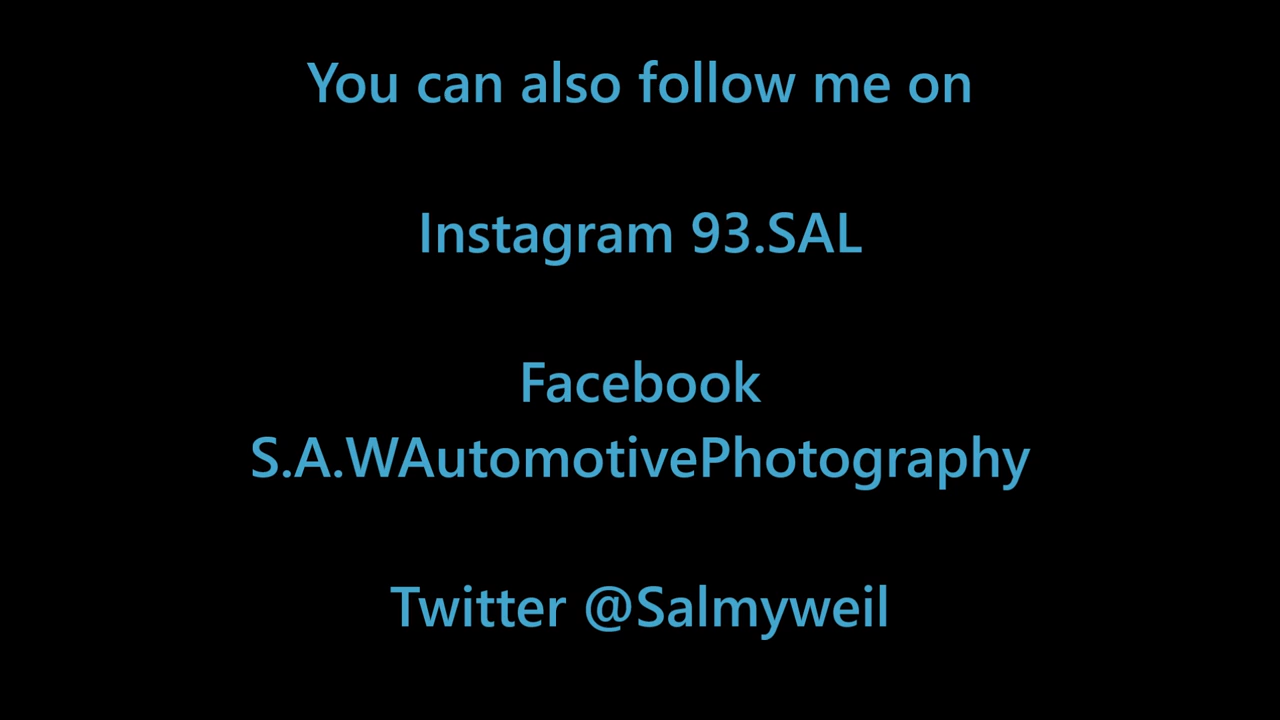 You can also follow me on
Instagram 93.SAL
Facebook
S.A.WAutomotivePhotography
Twitter @Salmyweil